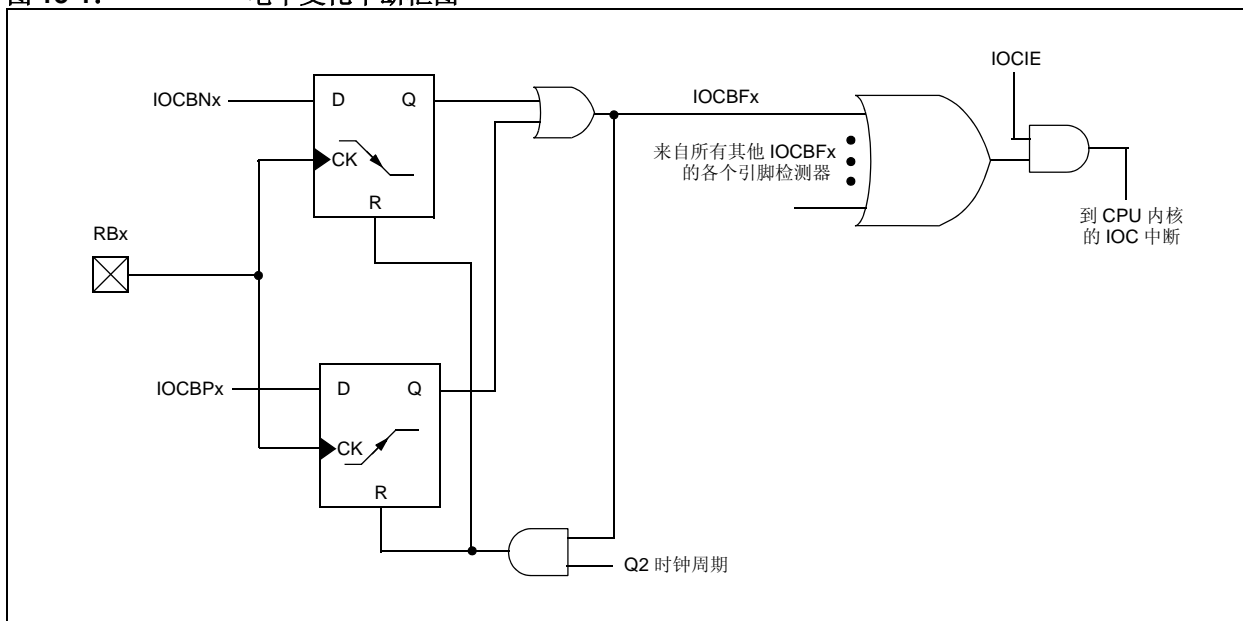 IOCIE
IOCBNx
D
Q
IOCBFx
CK
来自所有其他 IOCBFx
的各个引脚检测器
R
到 CPU 内核
的 IOC 中断
RBx
IOCBPx
D
Q
CK
R
Q2 时钟周期